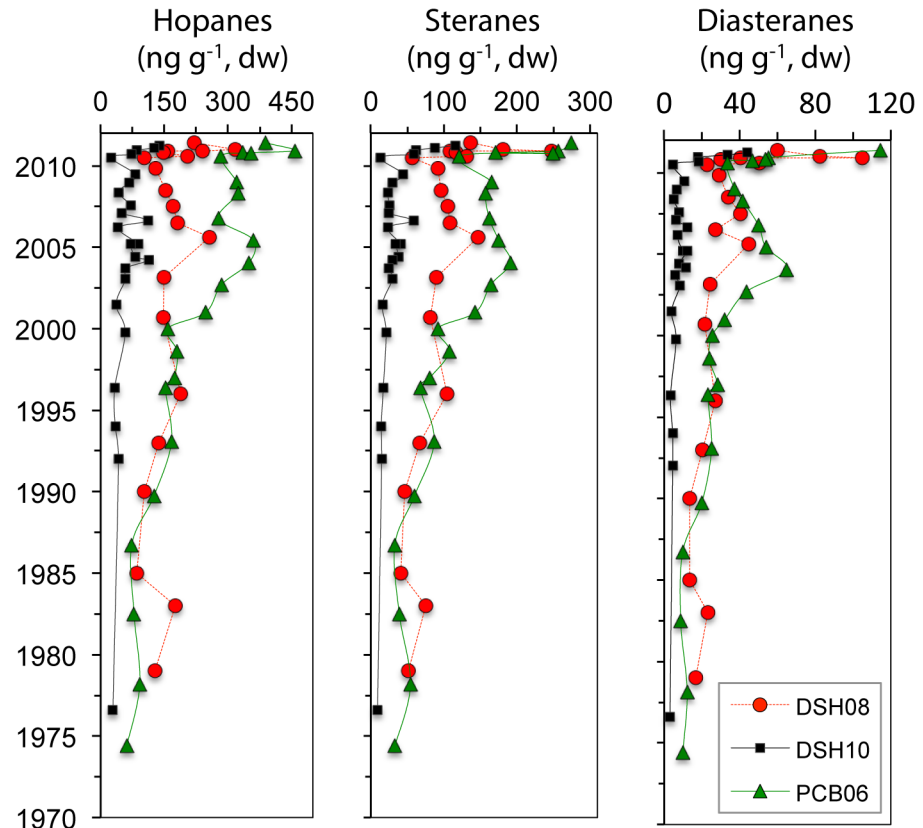 Hopanes Steranes Diasteranes
(ng g⁻¹, dw) (ng g⁻¹, dw) (ng g⁻¹, dw)
0 150 300 450 0 100 200 300 0 40 80 120
2010
2005
2000
1995
1990
1985
1980
1975
1970
DSH08
DSH10
PCB06